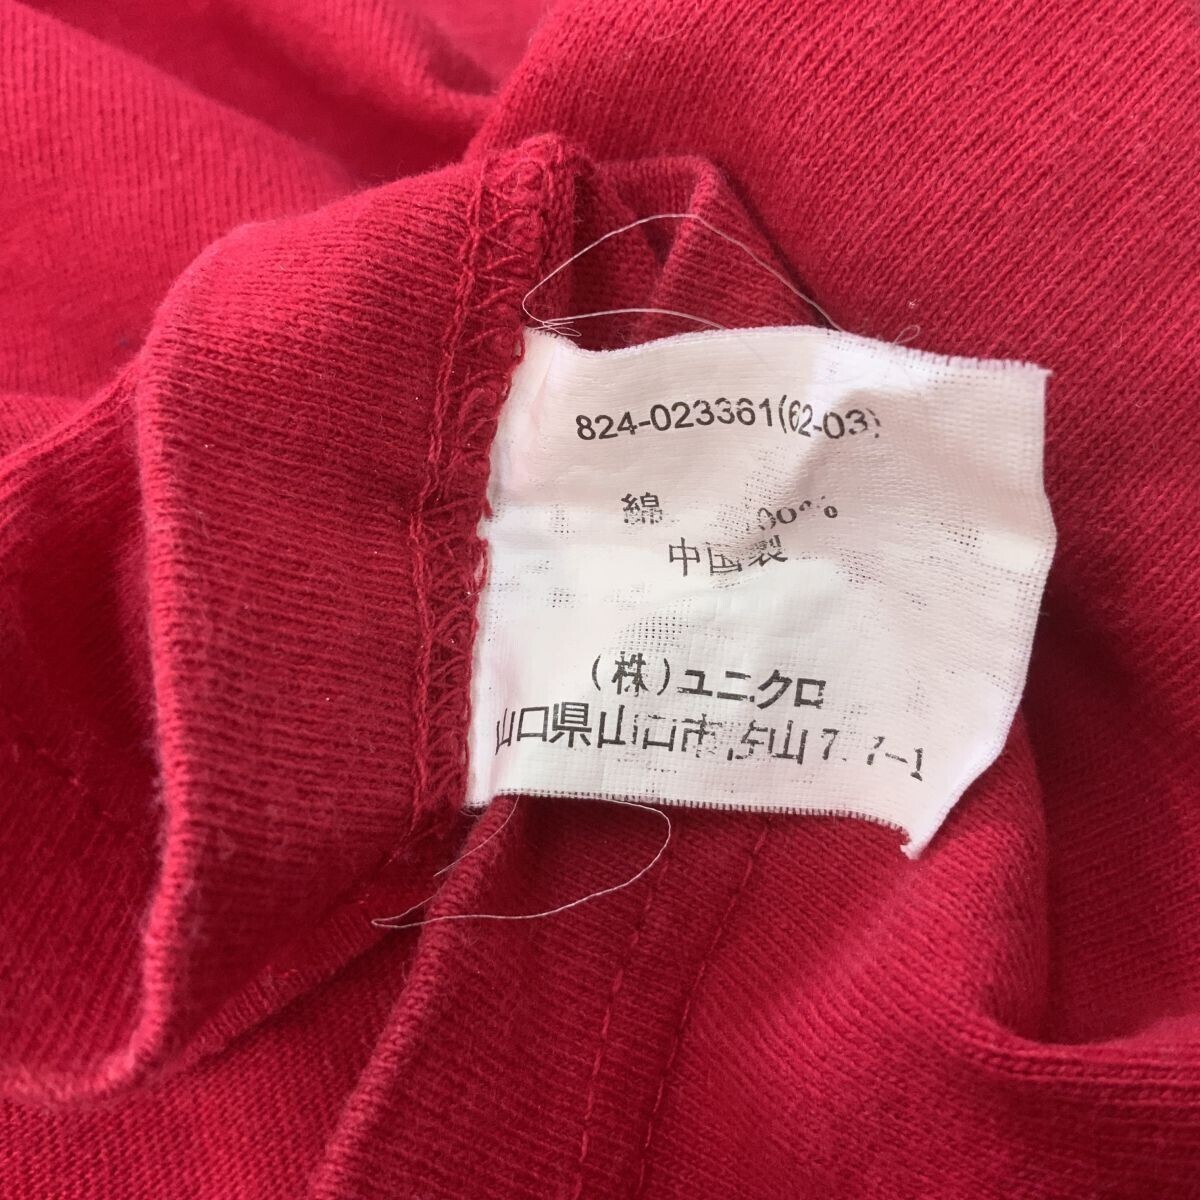 824-023361(62-03)
綿 100%
中国製
(株)ユニクロ
山口県山口市佐山717-1